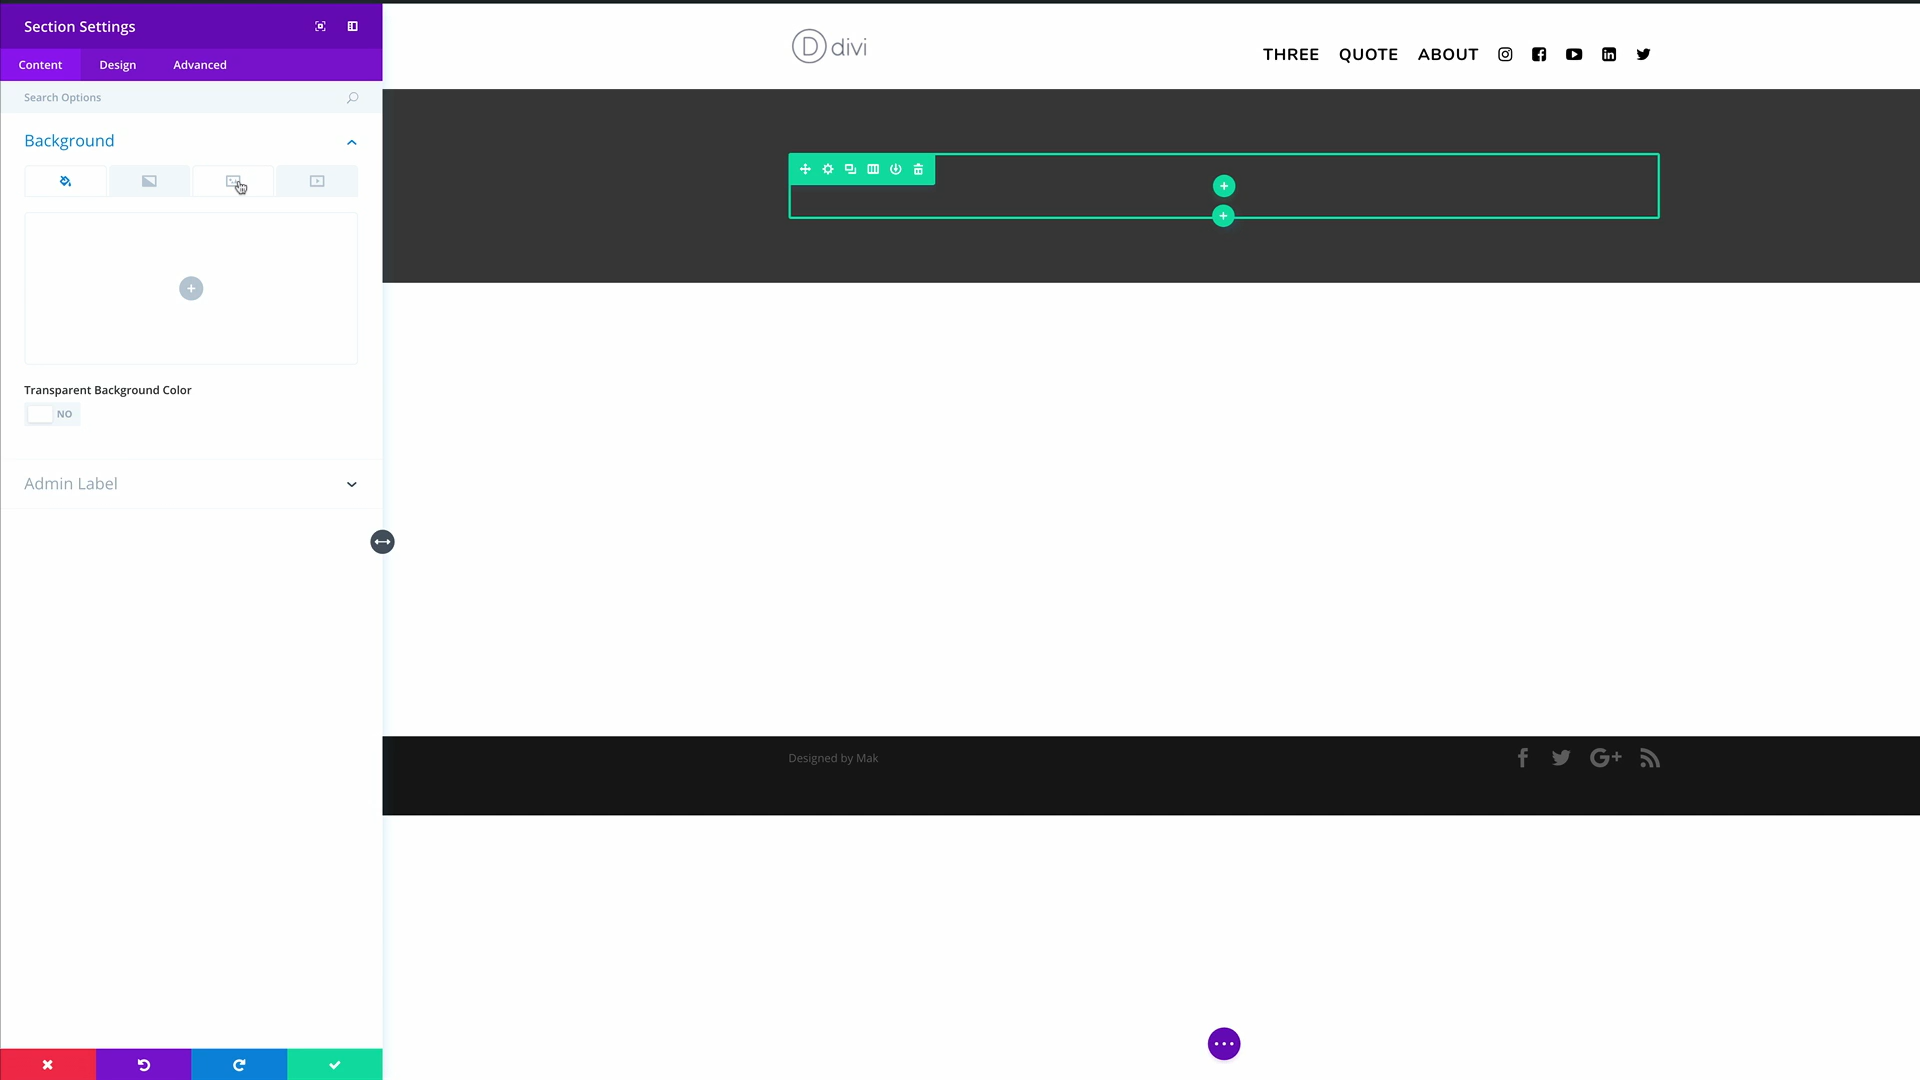 Section Settings
Content Design Advanced
Search Options
Background
Transparent Background Color
NO
Admin Label
D divi
THREE QUOTE ABOUT
Designed by Mak
G+